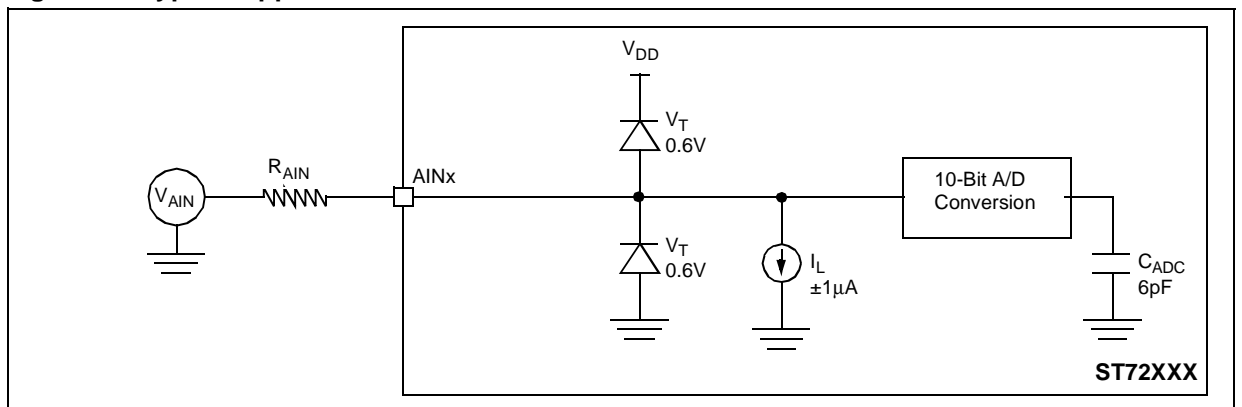 V_DD
V_T
0.6V
R_AIN
AINx
V_AIN
10-Bit A/D
Conversion
V_T
0.6V
I_L
±1μA
C_ADC
6pF
ST72XXX